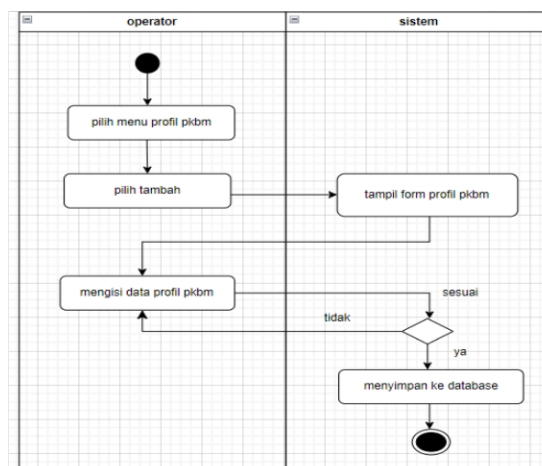 operator
sistem
pilih menu profil pkbm
pilih tambah
tampil form profil pkbm
mengisi data profil pkbm
sesuai
tidak
ya
menyimpan ke database